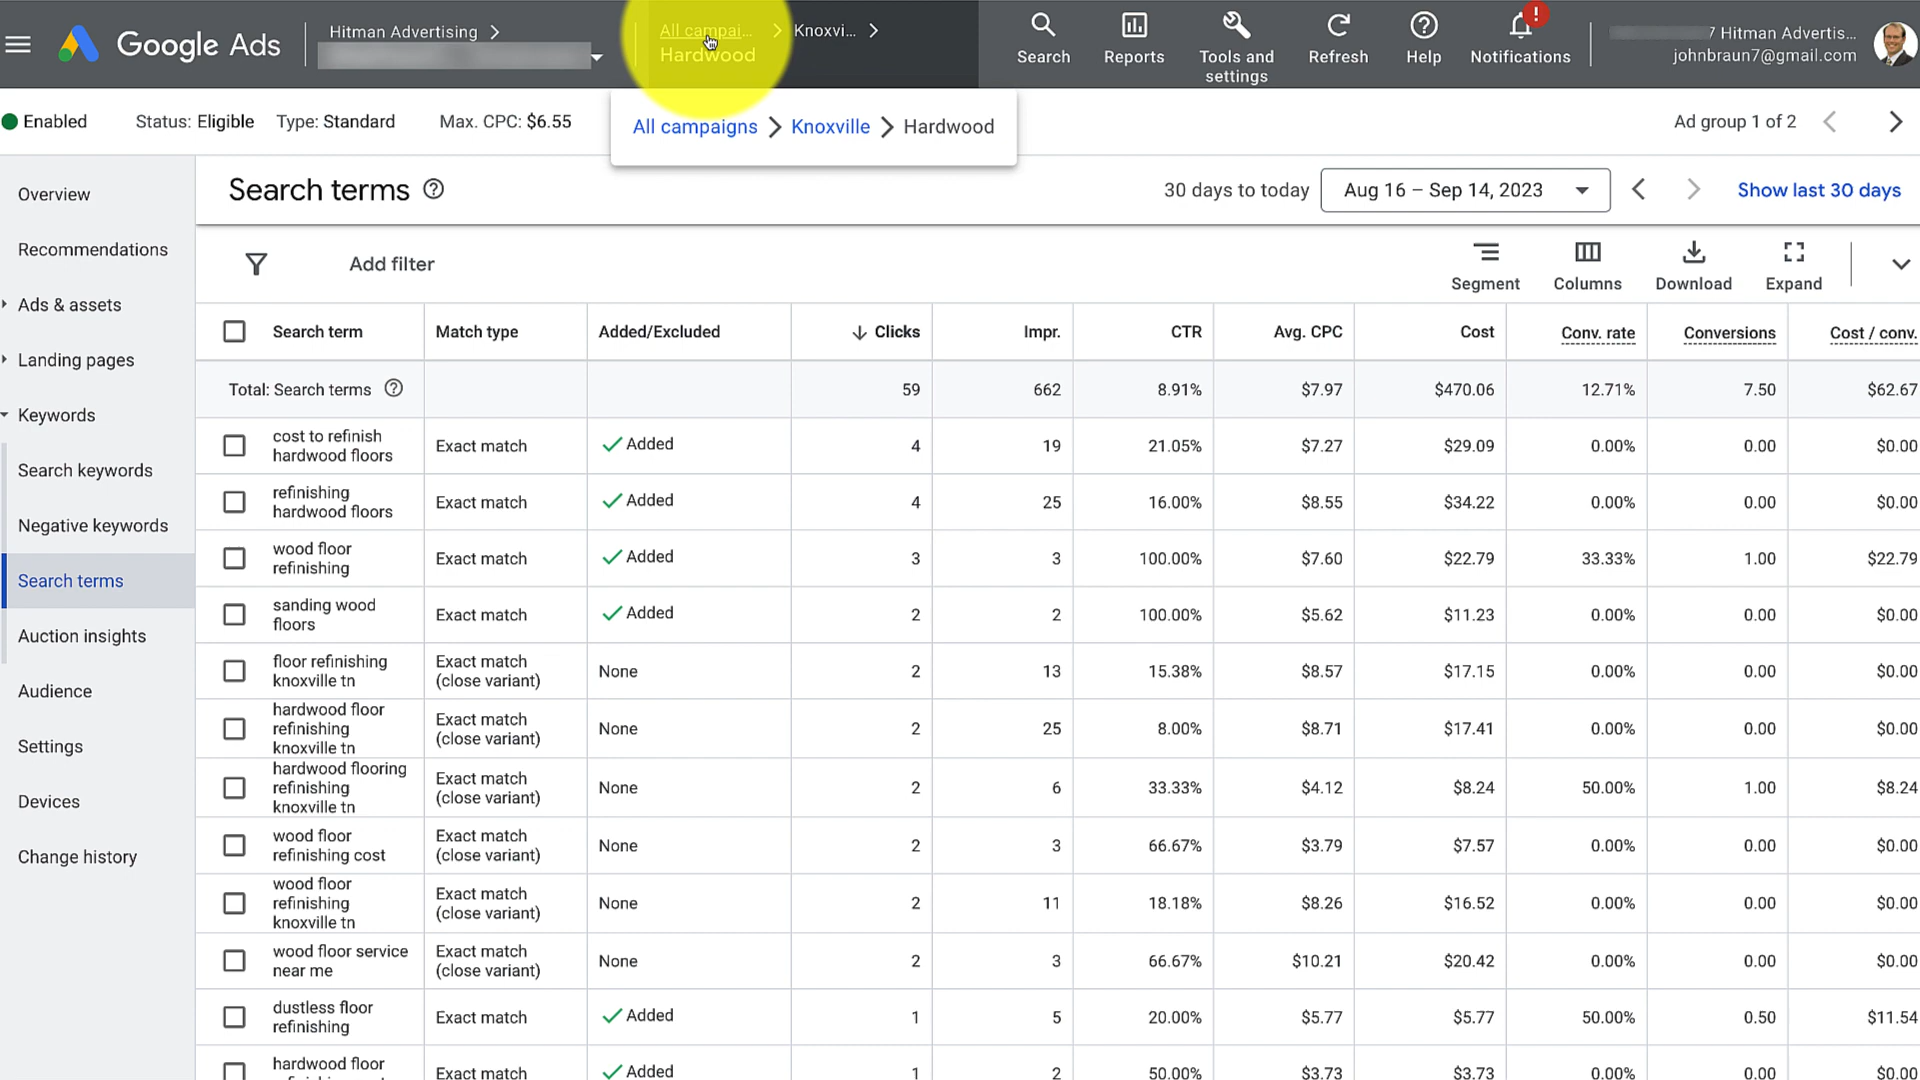 Google Ads
Hitman Advertising
All campai...
Knoxvi...
Hardwood
Search
Reports
Tools and
settings
Refresh
Help
!
Notifications
7 Hitman Advertis...
johnbraun7@gmail.com
Enabled
Status: Eligible
Type: Standard
Max. CPC: $6.55
All campaigns
Knoxville
Hardwood
Ad group 1 of 2
Overview
Recommendations
Ads & assets
Landing pages
Keywords
Search keywords
Negative keywords
Search terms
Auction insights
Audience
Settings
Devices
Change history
Search terms
30 days to today
Aug 16 – Sep 14, 2023
Show last 30 days
Add filter
Segment
Columns
Download
Expand
Search term Match type Added/Excluded Clicks Impr. CTR Avg. CPC Cost Conv. rate Conversions Cost / conv.
Total: Search terms 59 662 8.91% $7.97 $470.06 12.71% 7.50 $62.67
cost to refinish
hardwood floors
Exact match Added 4 19 21.05% $7.27 $29.09 0.00% 0.00 $0.00
refinishing
hardwood floors
Exact match Added 4 25 16.00% $8.55 $34.22 0.00% 0.00 $0.00
wood floor
refinishing
Exact match Added 3 3 100.00% $7.60 $22.79 33.33% 1.00 $22.79
sanding wood
floors
Exact match Added 2 2 100.00% $5.62 $11.23 0.00% 0.00 $0.00
floor refinishing
knoxville tn
Exact match
(close variant)
None 2 13 15.38% $8.57 $17.15 0.00% 0.00 $0.00
hardwood floor
refinishing
knoxville tn
Exact match
(close variant)
None 2 25 8.00% $8.71 $17.41 0.00% 0.00 $0.00
hardwood flooring
refinishing
knoxville tn
Exact match
(close variant)
None 2 6 33.33% $4.12 $8.24 50.00% 1.00 $8.24
wood floor
refinishing cost
Exact match
(close variant)
None 2 3 66.67% $3.79 $7.57 0.00% 0.00 $0.00
wood floor
refinishing
knoxville tn
Exact match
(close variant)
None 2 11 18.18% $8.26 $16.52 0.00% 0.00 $0.00
wood floor service
near me
Exact match
(close variant)
None 2 3 66.67% $10.21 $20.42 0.00% 0.00 $0.00
dustless floor
refinishing
Exact match Added 1 5 20.00% $5.77 $5.77 50.00% 0.50 $11.54
hardwood floor
Exact match Added 1 2 50.00% $3.73 $3.73 0.00% 0.00 $0.00